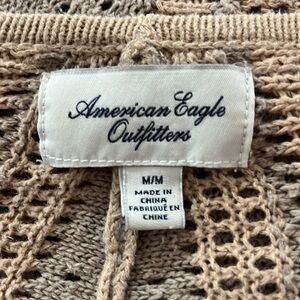 American Eagle
Outfitters
M/M
MADE IN
CHINA
FABRIQUÉ EN
CHINE